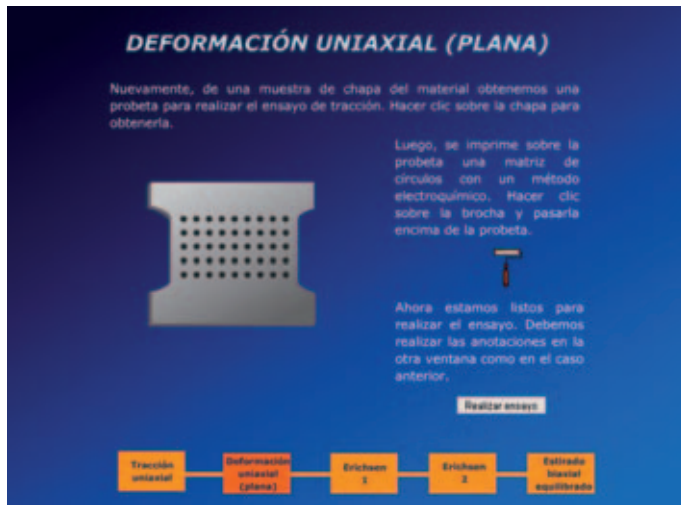 DEFORMACIÓN UNIAXIAL (PLANA)
Nuevamente, de una muestra de chapa del material obtenemos una
probeta para realizar el ensayo de tracción. Hacer clic sobre la chapa para
obtenerla.
Luego, se imprime sobre la
probeta una matriz de
círculos con un método
electroquímico. Hacer clic
sobre la brocha y pasarla
encima de la probeta.
Ahora estamos listos para
realizar el ensayo. Debemos
realizar las anotaciones en la
otra ventana como en el caso
anterior.
Realizar ensayo
Tracción
uniaxial
Deformación
uniaxial
(plana)
Erichsen
1
Erichsen
2
Estirado
biaxial
equilibrado